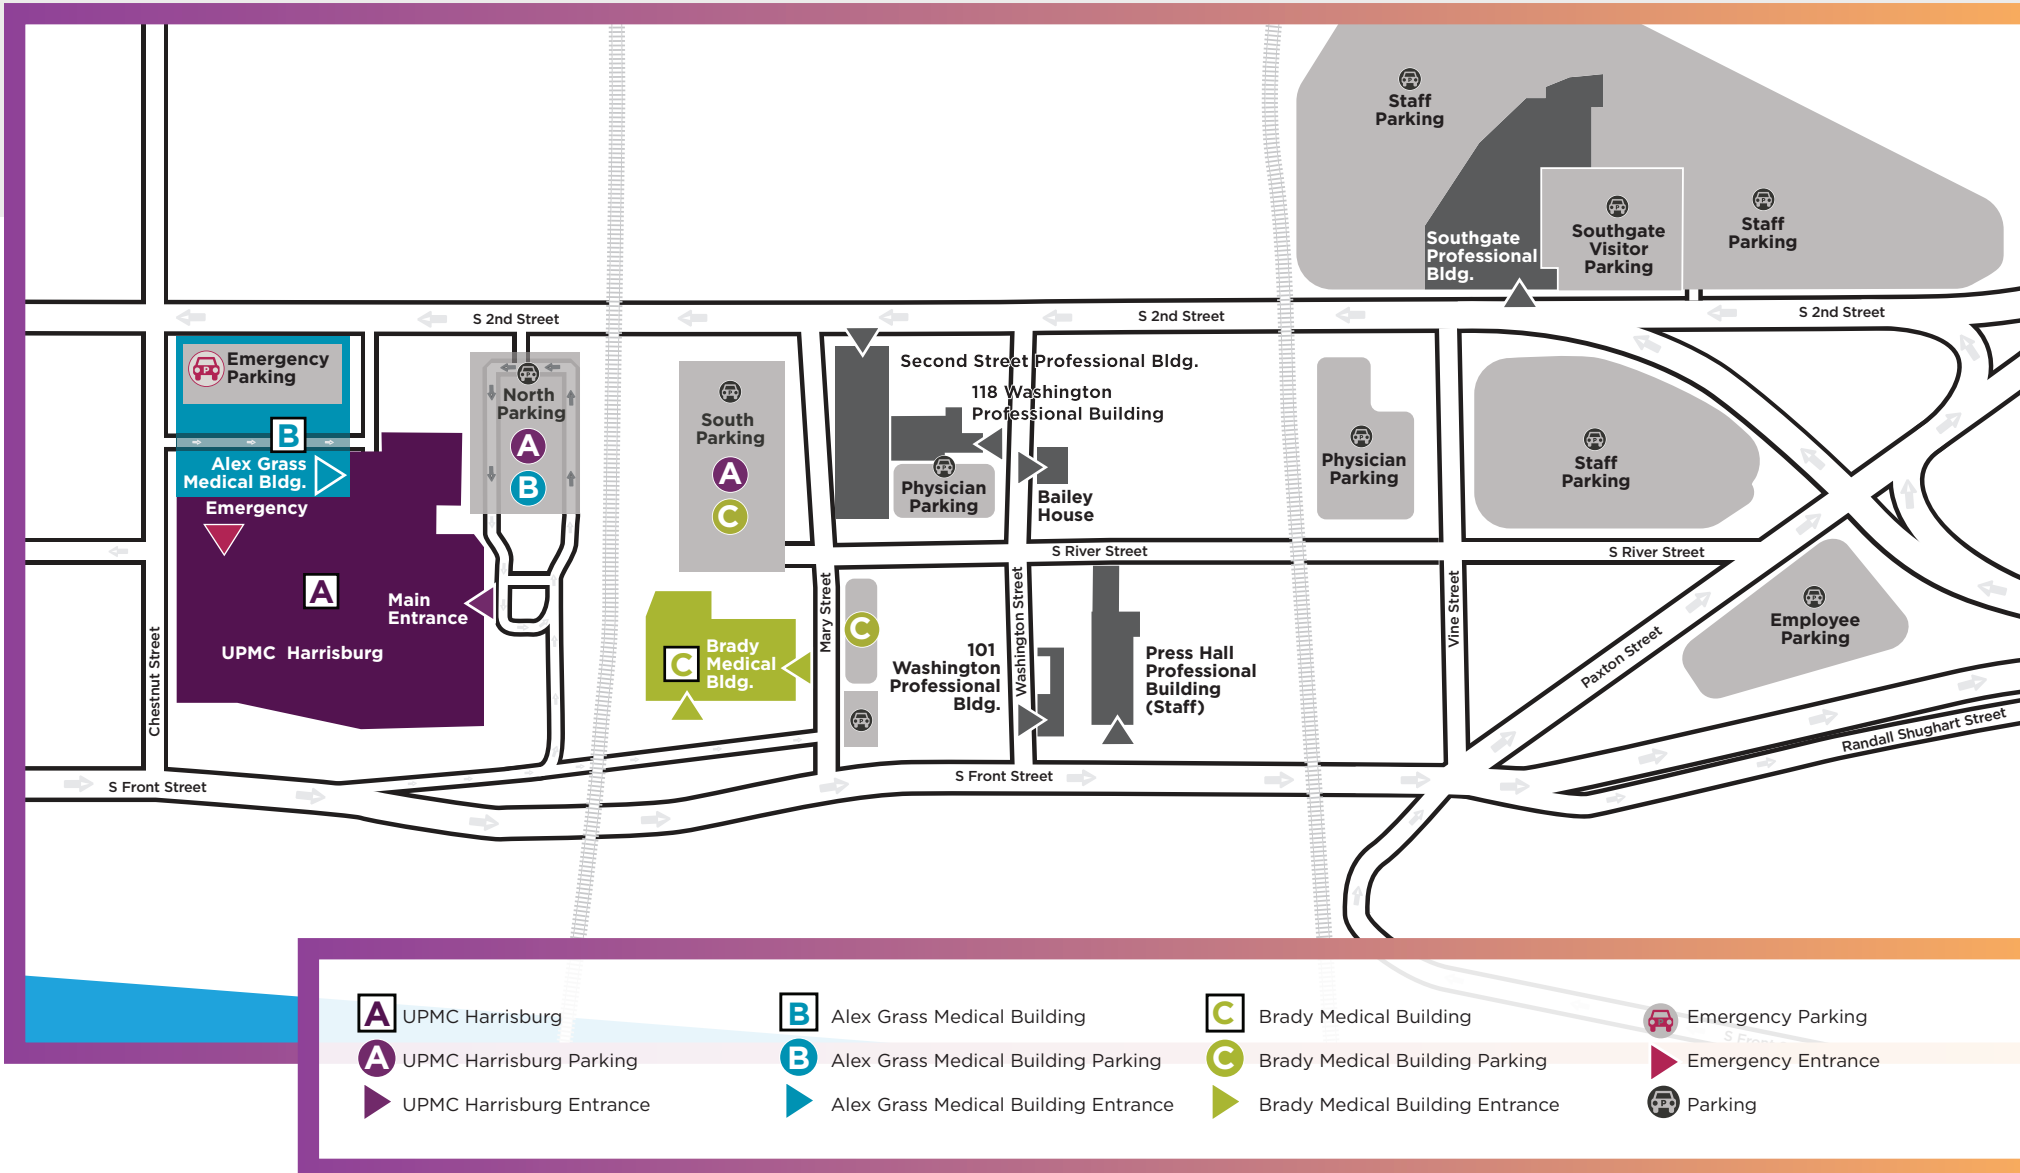 Staff
Parking
Southgate
Professional
Bldg.
Southgate
Visitor
Parking
Staff
Parking
S 2nd Street
S 2nd Street
S 2nd Street
Emergency
Parking
B
Alex Grass
Medical Bldg.
Emergency
A
UPMC Harrisburg
Main
Entrance
North
Parking
A
B
South
Parking
A
C
Second Street Professional Bldg.
118 Washington
Professional Building
Physician
Parking
Bailey
House
Physician
Parking
Staff
Parking
S River Street
S River Street
Chestnut Street
C
Brady
Medical
Bldg.
Mary Street
C
101
Washington
Professional
Bldg.
Washington Street
Press Hall
Professional
Building
(Staff)
Vine Street
Paxton Street
Employee
Parking
Randall Shughart Street
S Front Street
S Front Street
A UPMC Harrisburg
A UPMC Harrisburg Parking
UPMC Harrisburg Entrance
B Alex Grass Medical Building
B Alex Grass Medical Building Parking
Alex Grass Medical Building Entrance
C Brady Medical Building
C Brady Medical Building Parking
Brady Medical Building Entrance
Emergency Parking
Emergency Entrance
Parking